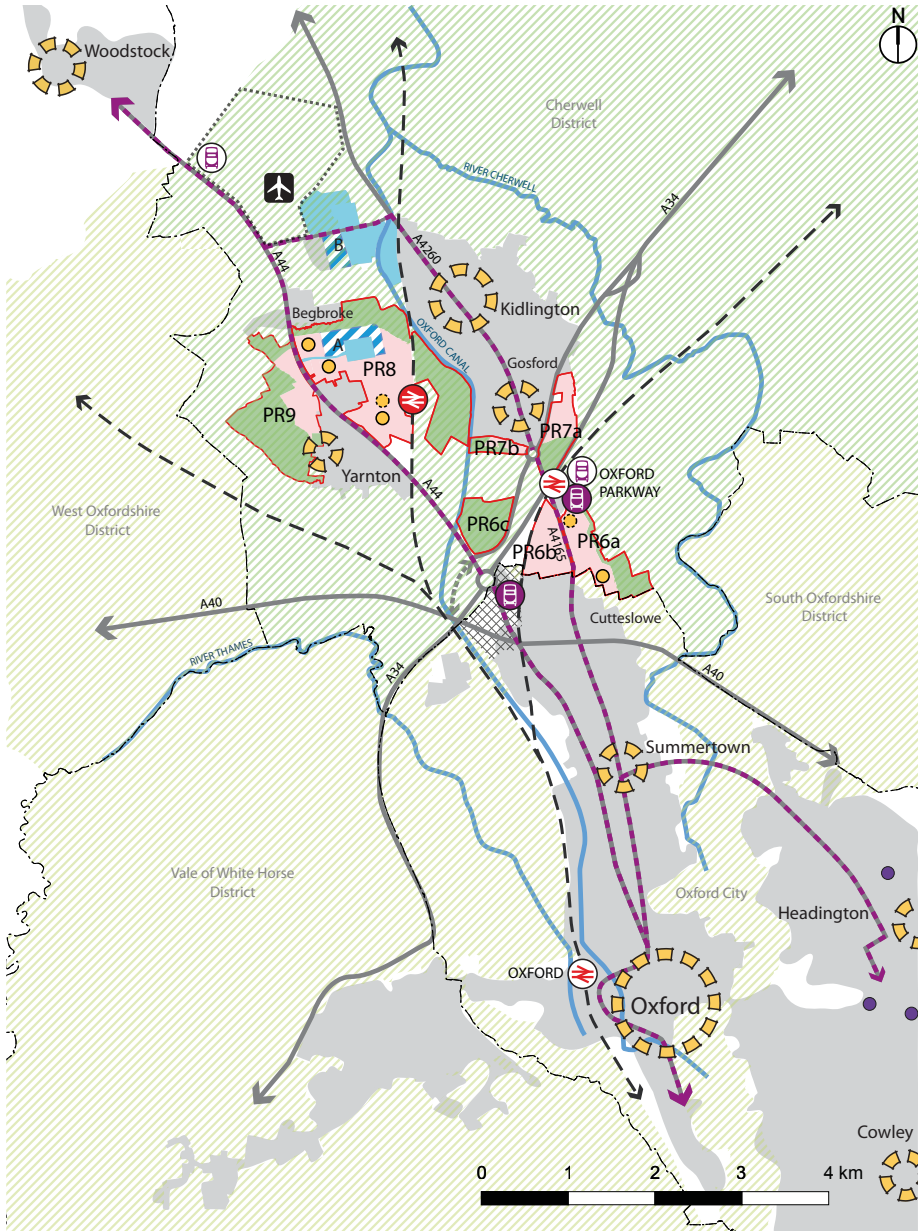 N
Woodstock
Cherwell
District
RIVER CHERWELL
A34
A44
B
A4260
Kidlington
Begbroke
OXFORD CANAL
A
PR8
Gosford
PR9
PR7a
PR7b
Yarnton
A44
OXFORD
PARKWAY
West Oxfordshire
District
PR6c
PR6b
A4165
PR6a
A40
Cutteslowe
South Oxfordshire
District
RIVER THAMES
A34
A40
Summertown
Vale of White Horse
District
Oxford City
Headington
OXFORD
Oxford
Cowley
0 1 2 3 4 km